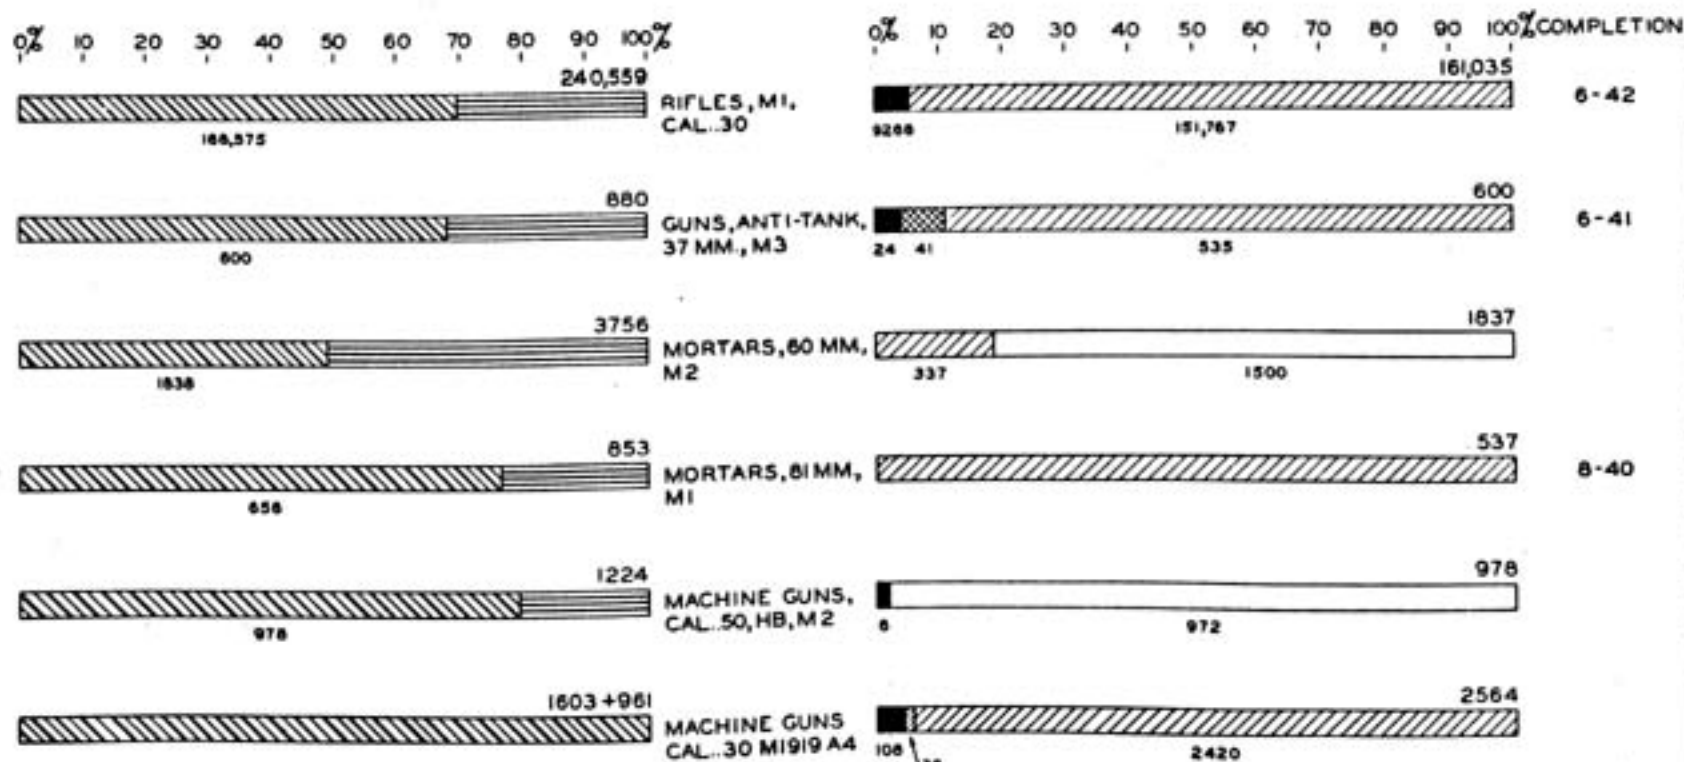 0% 10 20 30 40 50 60 70 80 90 100%
0% 10 20 30 40 50 60 70 80 90 100% COMPLETION
240,559
RIFLES, M1,
CAL..30
161,035
6-42
9268
151,767
880
GUNS, ANTI-TANK,
37 MM., M3
600
6-41
600
24 41
535
3756
MORTARS, 60 MM,
M2
1837
1838
337
1500
853
MORTARS, 81 MM,
M1
537
8-40
656
1224
MACHINE GUNS,
CAL..50, HB, M2
978
978
6
972
1603+961
MACHINE GUNS
CAL..30 M1919 A4
2564
108
2420